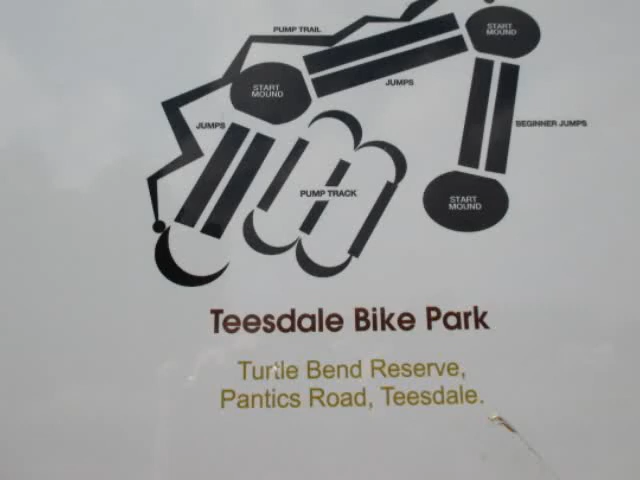 PUMP TRAIL
START
MOUND
START
MOUND
JUMPS
JUMPS
BEGINNER JUMPS
PUMP TRACK
START
MOUND
Teesdale Bike Park
Turtle Bend Reserve,
Pantics Road, Teesdale.